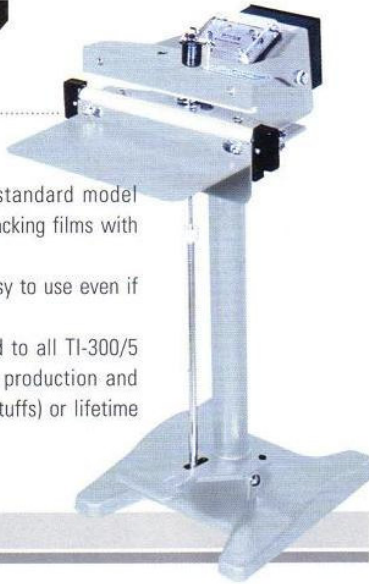 standard model
cking films with
sy to use even if
d to all TI-300/5
production and
tuffs) or lifetime